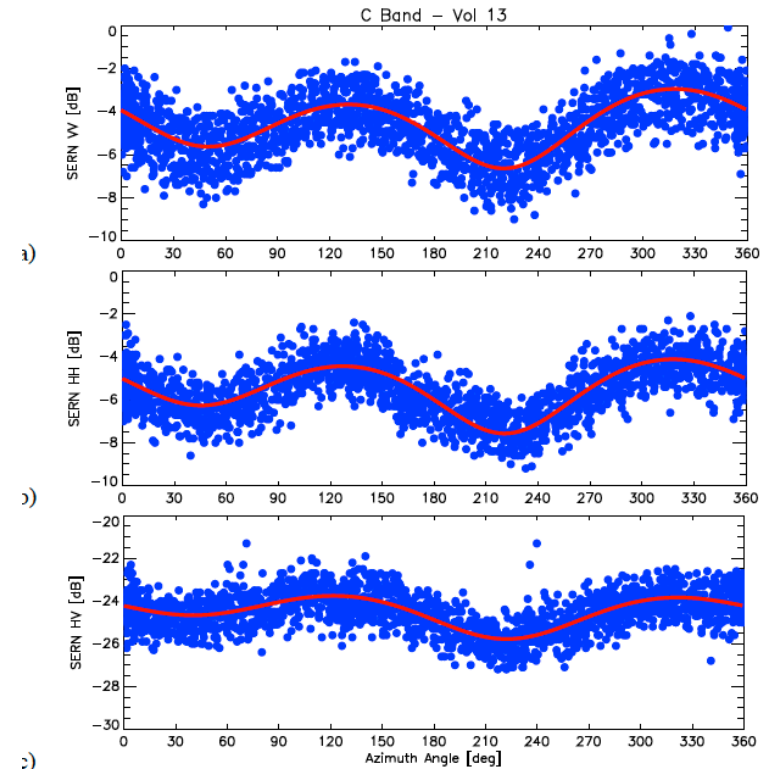 C Band – Vol 13
0
−2
−4
−6
−8
−10
SERN VV [dB]
0 30 60 90 120 150 180 210 240 270 300 330 360
a)
0
−2
−4
−6
−8
−10
SERN HH [dB]
0 30 60 90 120 150 180 210 240 270 300 330 360
b)
−20
−22
−24
−26
−28
−30
SERN HV [dB]
0 30 60 90 120 150 180 210 240 270 300 330 360
Azimuth Angle [deg]
c)